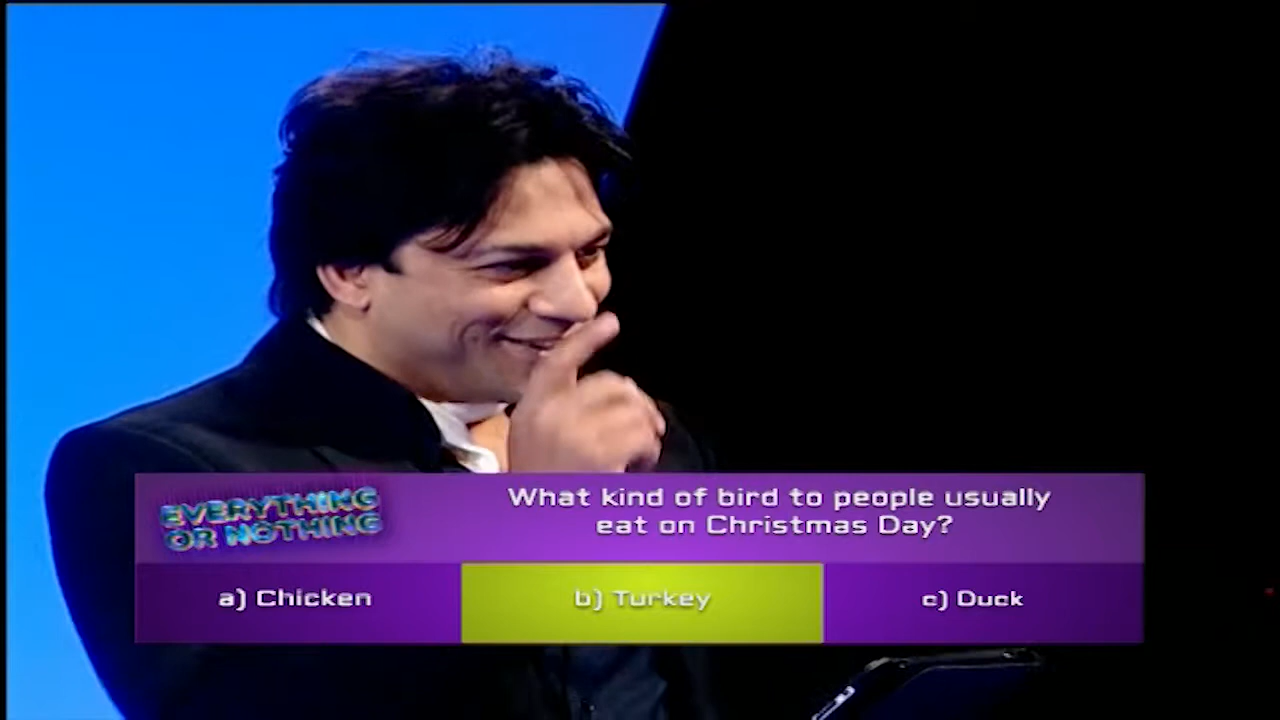 EVERYTHING
OR NOTHING
What kind of bird to people usually
eat on Christmas Day?
a) Chicken
b) Turkey
c) Duck